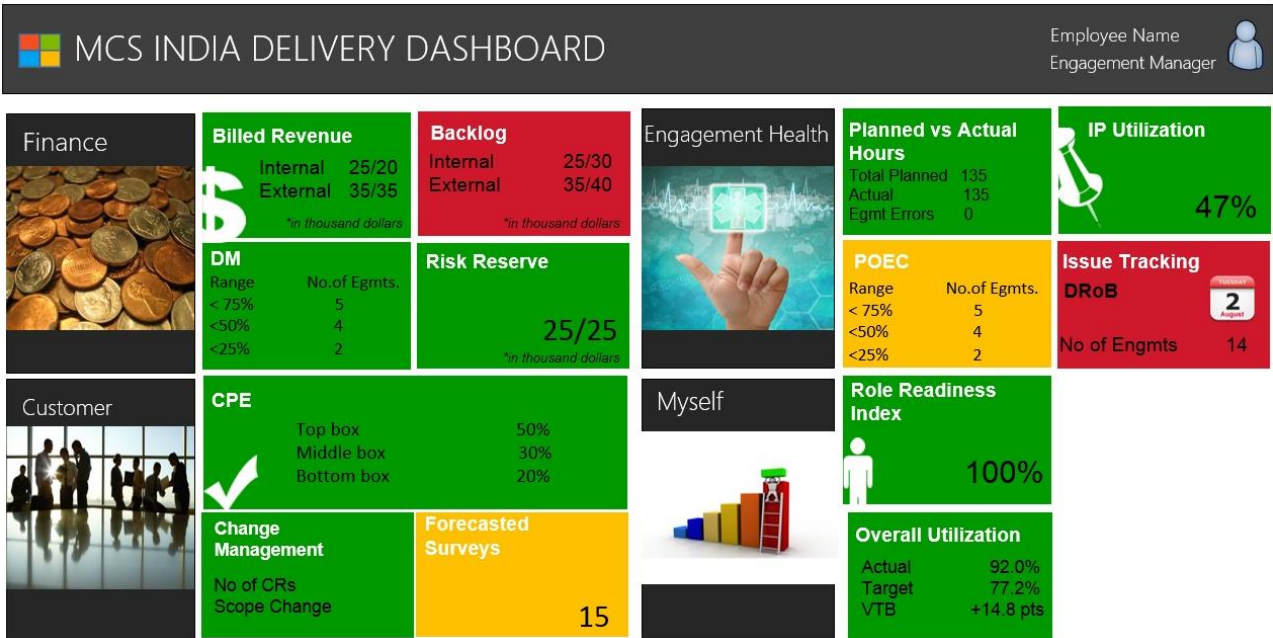 MCS INDIA DELIVERY DASHBOARD
Employee Name
Engagement Manager
Finance
Billed Revenue
Internal 25/20
External 35/35
*in thousand dollars
Backlog
Internal 25/30
External 35/40
*in thousand dollars
DM
Range No.of Egmts.
< 75% 5
<50% 4
<25% 2
Risk Reserve
25/25
*in thousand dollars
Engagement Health
Planned vs Actual
Hours
Total Planned 135
Actual 135
Egmt Errors 0
IP Utilization
47%
POEC
Range No.of Egmts.
< 75% 5
<50% 4
<25% 2
Issue Tracking
DRoB
TUESDAY
2
August
No of Engmts 14
Customer
CPE
Top box 50%
Middle box 30%
Bottom box 20%
Change
Management
No of CRs
Scope Change
Forecasted
Surveys
15
Myself
Role Readiness
Index
100%
Overall Utilization
Actual 92.0%
Target 77.2%
VTB +14.8 pts